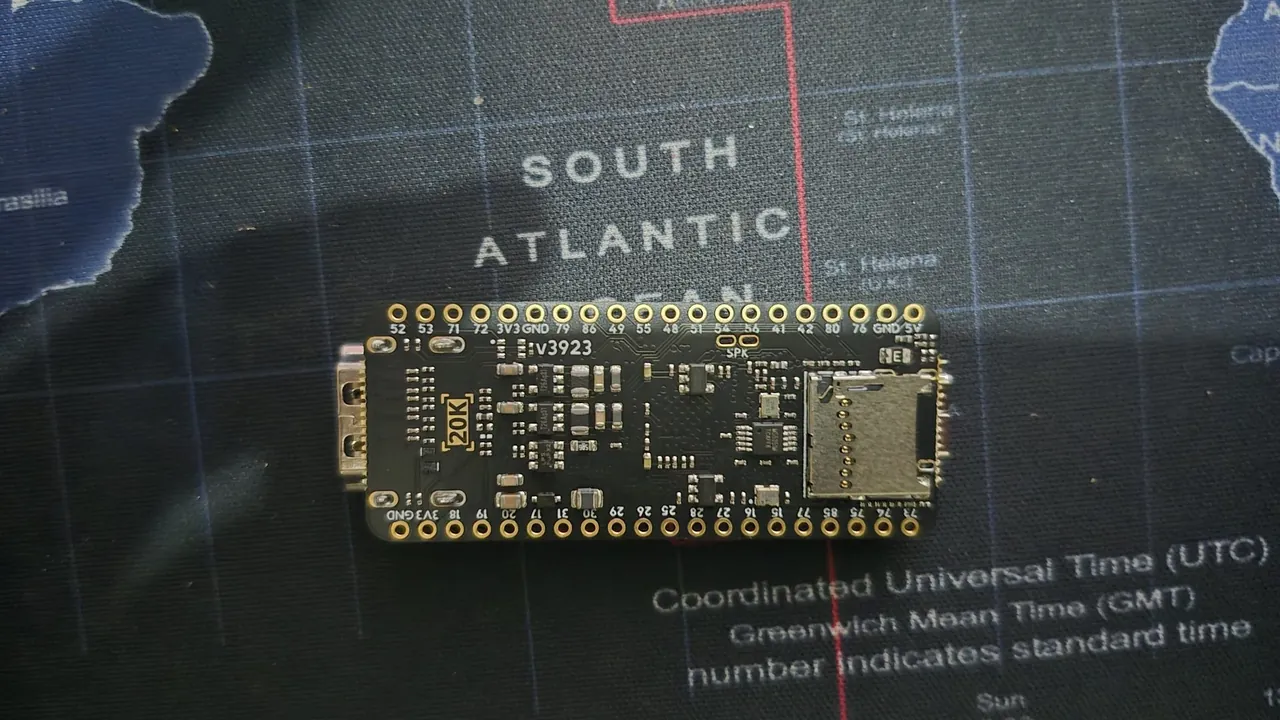 St. Helena
(St. Helena)
SOUTH
ATLANTIC
St. Helena
(U.K.)
52 53 71 72 3V3 GND 79 86 49 55 48 51 54 56 41 42 80 76 GND 5V
v3923
SPK
E
20K
GND 3V3 18 19 20 17 31 30 29 26 25 28 27 16 15 77 85 75 74 73
Coordinated Universal Time (UTC)
Greenwich Mean Time (GMT)
number indicates standard time
Sun